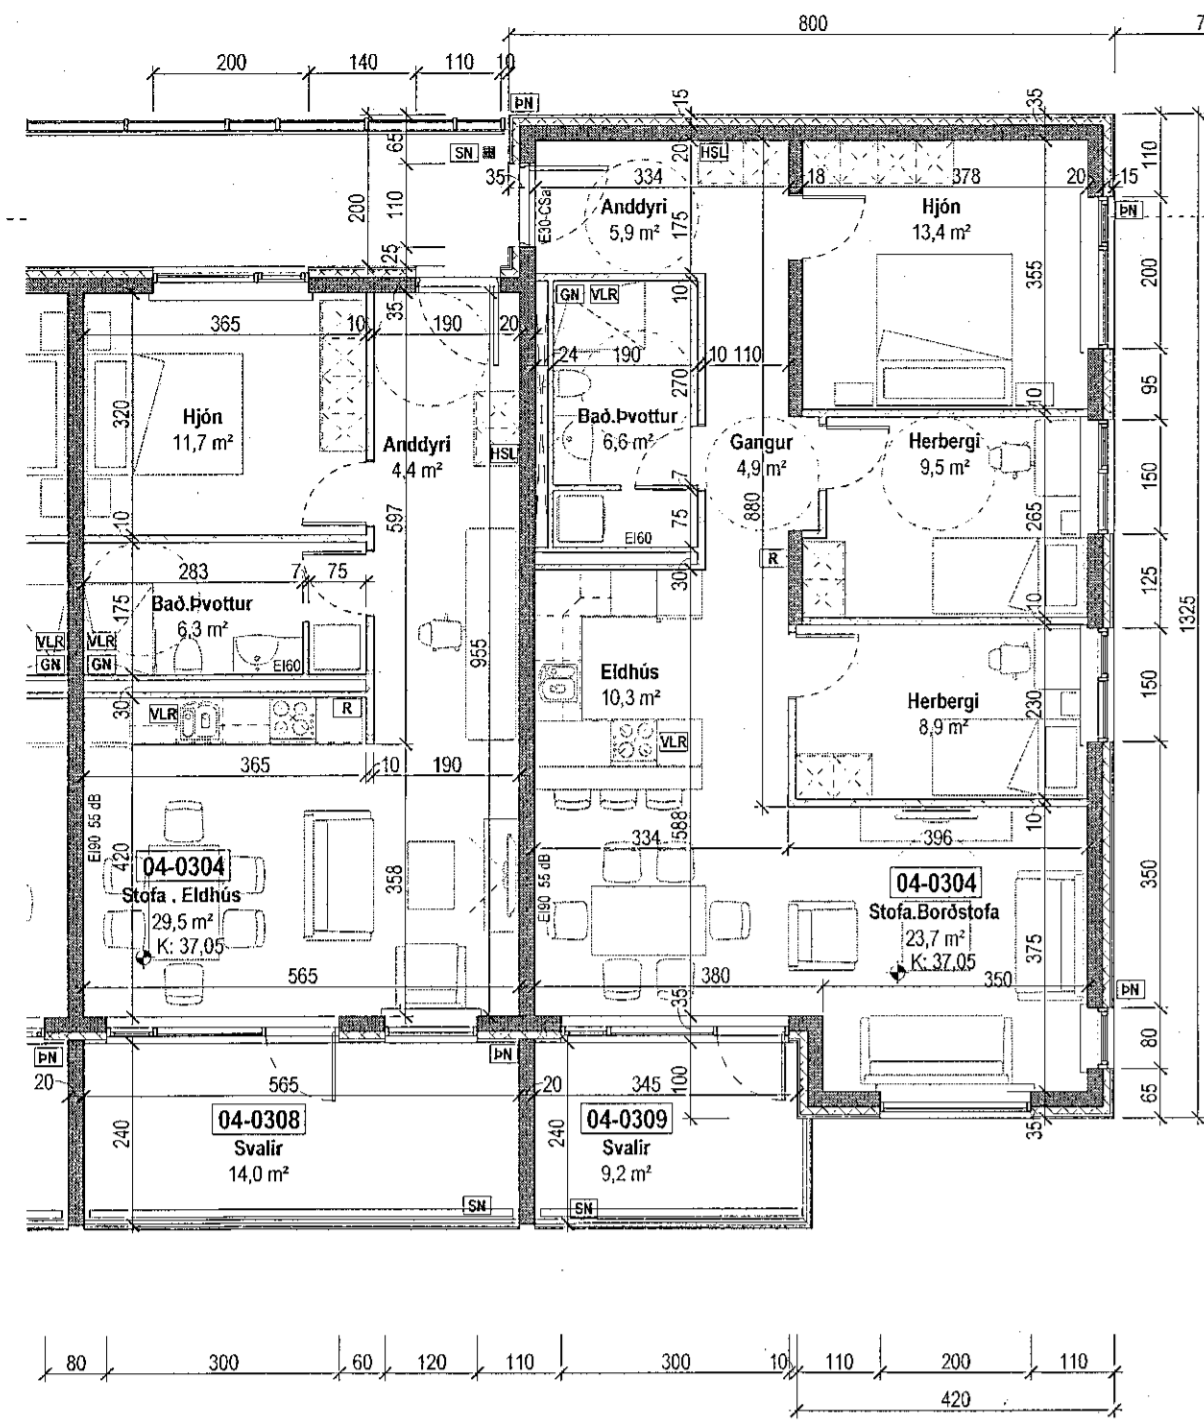 800
7
200
140
110
10
ÞN
15
35
65
SN
HSL
20
110
35
334
18
378
20
15
ÞN
200
110
E30-CSa
Anddyri
5,9 m²
175
Hjón
13,4 m²
25
355
200
GN
VLR
10
365
10
35
190
20
24
190
10
110
270
95
320
Hjón
11,7 m²
Anddyri
4,4 m²
HSL
Bað.Þvottur
6,6 m²
Gangur
4,9 m²
10
Herbergi
9,5 m²
150
7
880
265
10
597
75
EI60
R
283
7
75
30
125
175
Bað.Þvottur
6,3 m²
10
1325
VLR
VLR
GN
GN
EI60
955
Eldhús
10,3 m²
Herbergi
8,9 m²
230
150
30
VLR
R
VLR
365
10
190
EI90 55 dB
420
358
334
588
396
10
350
04-0304
Stofa . Eldhús
29,5 m²
K: 37,05
EI90 55 dB
04-0304
Stofa.Borðstofa
23,7 m²
K: 37,05
375
565
380
350
ÞN
35
80
ÞN
ÞN
20
565
20
345
100
65
240
04-0308
Svalir
14,0 m²
240
04-0309
Svalir
9,2 m²
35
SN
SN
80
300
60
120
110
300
10
110
200
110
420